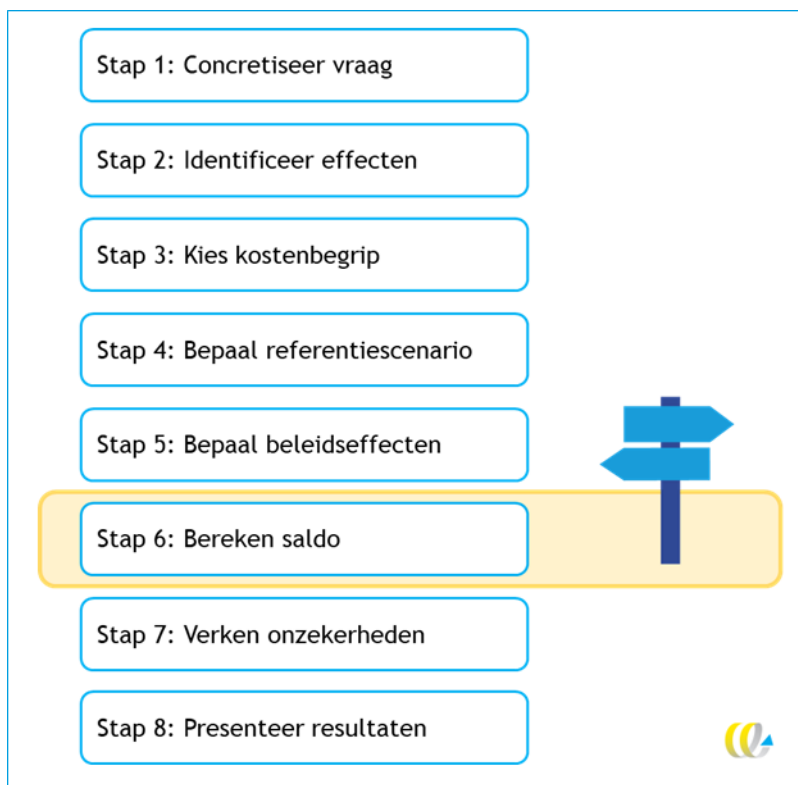 Stap 1: Concretiseer vraag
Stap 2: Identificeer effecten
Stap 3: Kies kostenbegrip
Stap 4: Bepaal referentiescenario
Stap 5: Bepaal beleidseffecten
Stap 6: Bereken saldo
Stap 7: Verken onzekerheden
Stap 8: Presenteer resultaten